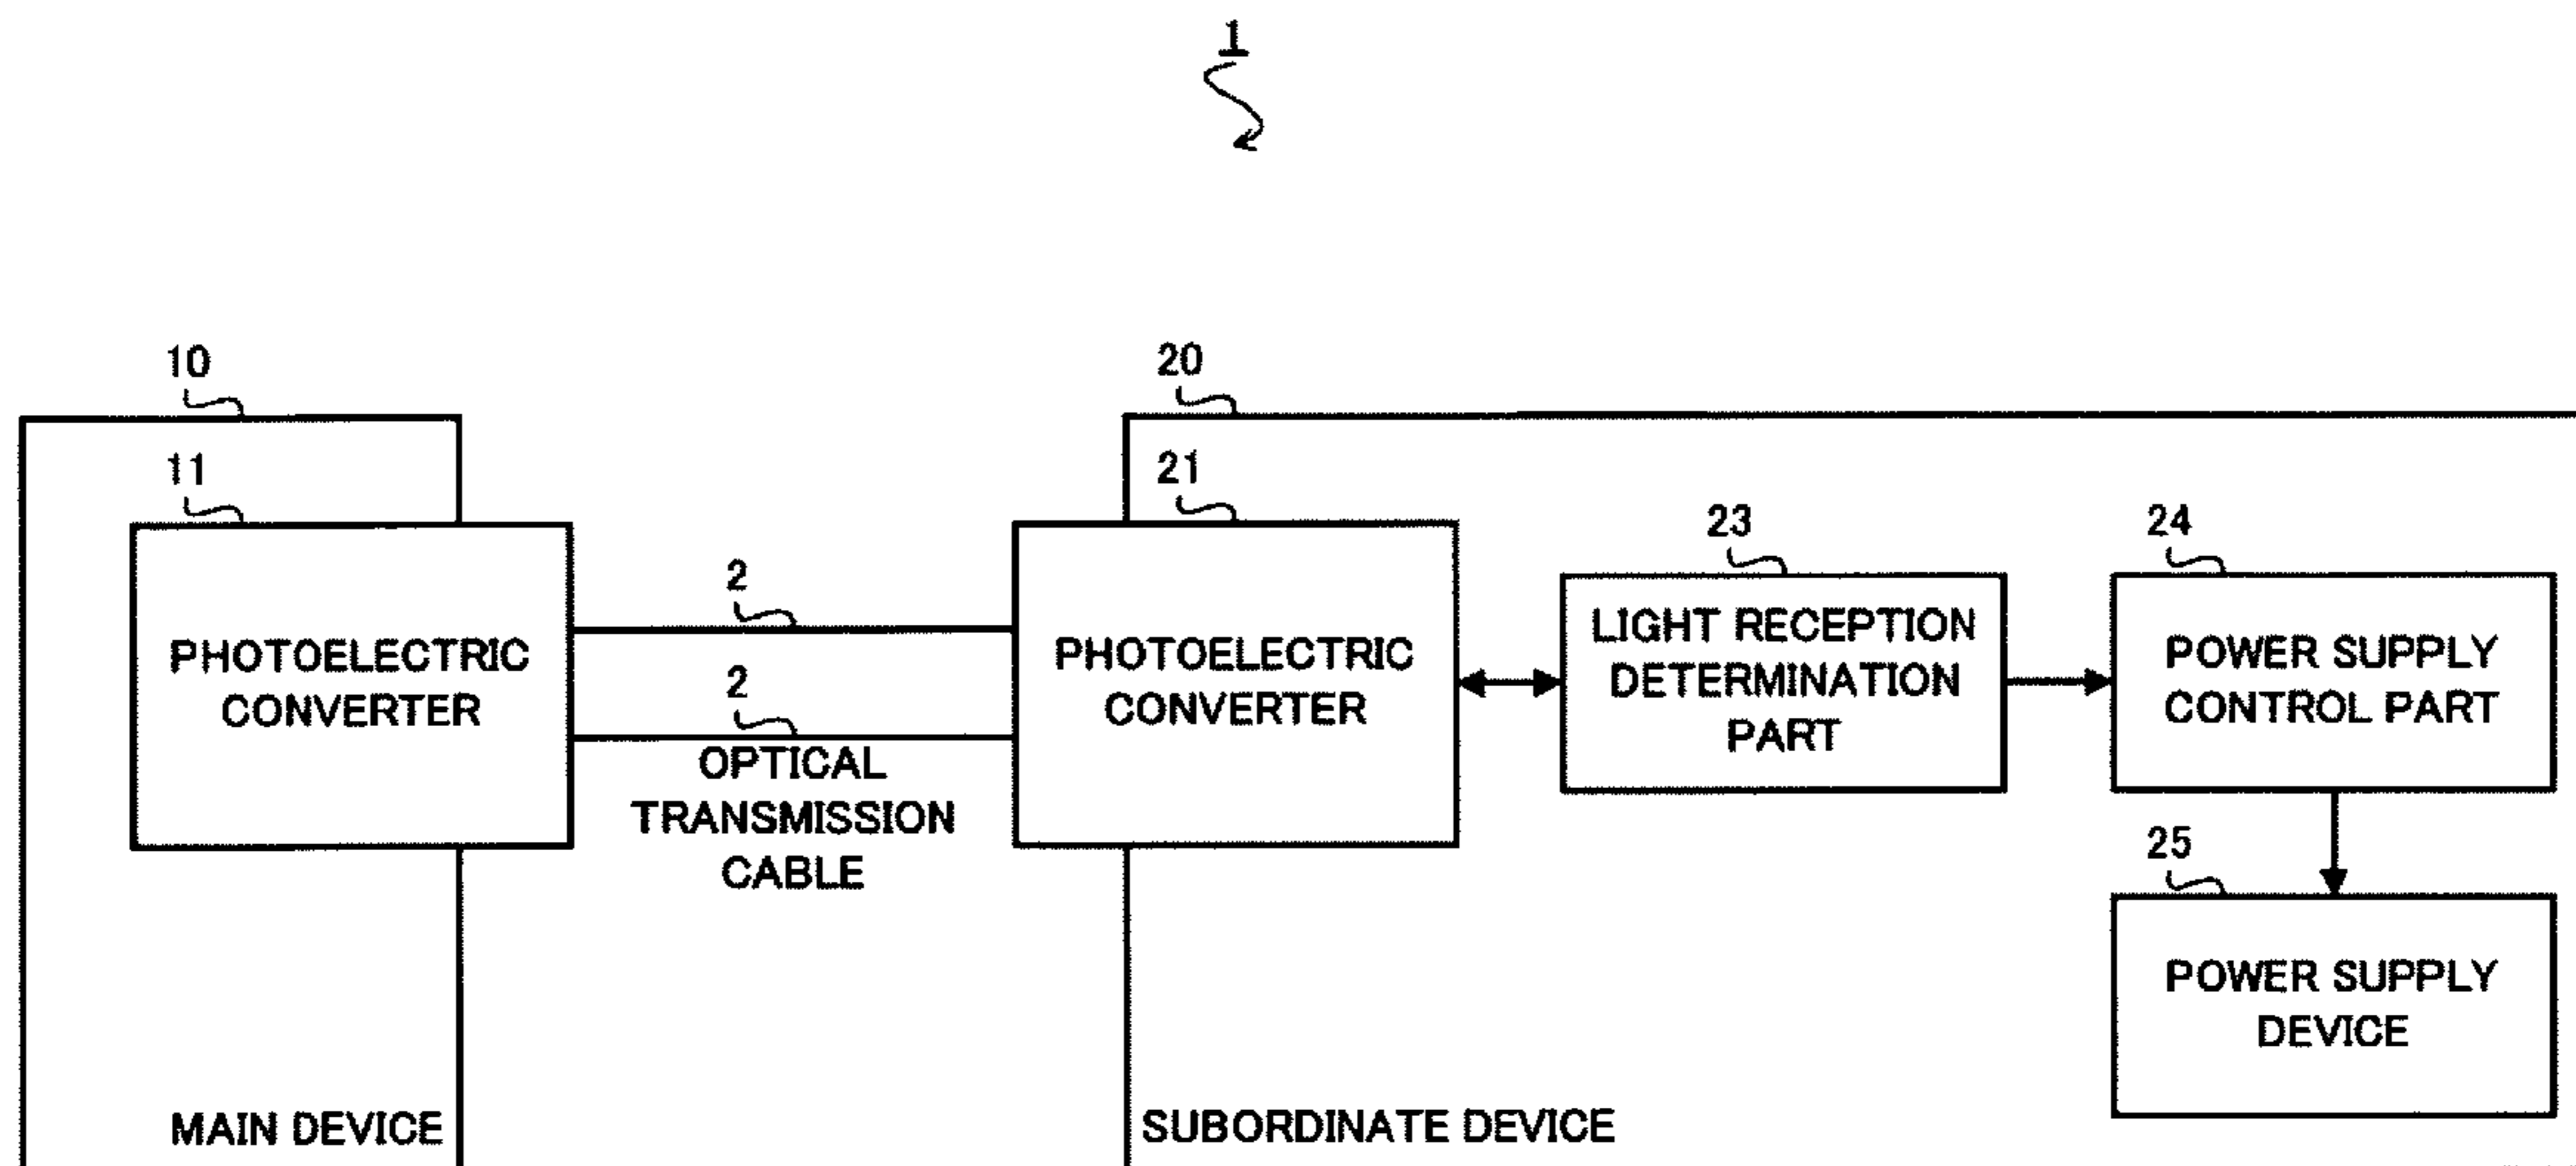 1
10
20
11
21
23
24
2
PHOTOELECTRIC
CONVERTER
2
OPTICAL
TRANSMISSION
CABLE
PHOTOELECTRIC
CONVERTER
LIGHT RECEPTION
DETERMINATION
PART
POWER SUPPLY
CONTROL PART
25
POWER SUPPLY
DEVICE
MAIN DEVICE
SUBORDINATE DEVICE